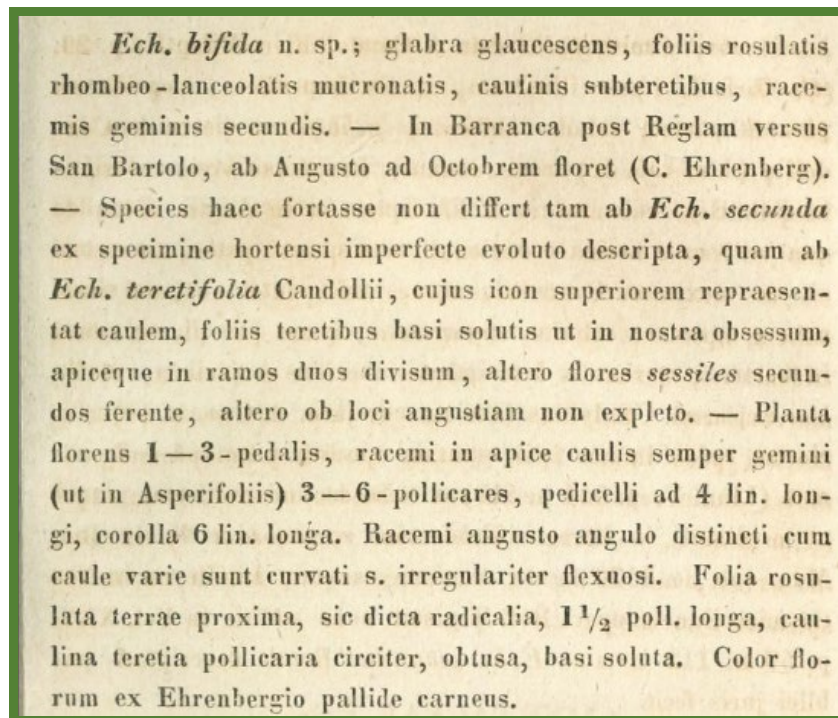 Ech. bifida n. sp.; glabra glaucescens, foliis rosulatis
rhombeo-lanceolatis mucronatis, caulinis subteretibus, race-
mis geminis secundis. — In Barranca post Reglam versus
San Bartolo, ab Augusto ad Octobrem floret (C. Ehrenberg).
— Species haec fortasse non differt tam ab Ech. secunda
ex specimine hortensi imperfecte evoluto descripta, quam ab
Ech. teretifolia Candollii, cujus icon superiorem repraesen-
tat caulem, foliis teretibus basi solutis ut in nostra obsessum,
apiceque in ramos duos divisum, altero flores sessiles secun-
dos ferente, altero ob loci angustiam non expleto. — Planta
florens 1—3-pedalis, racemi in apice caulis semper gemini
(ut in Asperifoliis) 3—6-pollicares, pedicelli ad 4 lin. lon-
gi, corolla 6 lin. longa. Racemi angusto angulo distincti cum
caule varie sunt curvati s. irregulariter flexuosi. Folia rosu-
lata terrae proxima, sic dicta radicalia, 1 1/2 poll. longa, cau-
lina teretia pollicaria circiter, obtusa, basi soluta. Color flo-
rum ex Ehrenbergio pallide carneus.